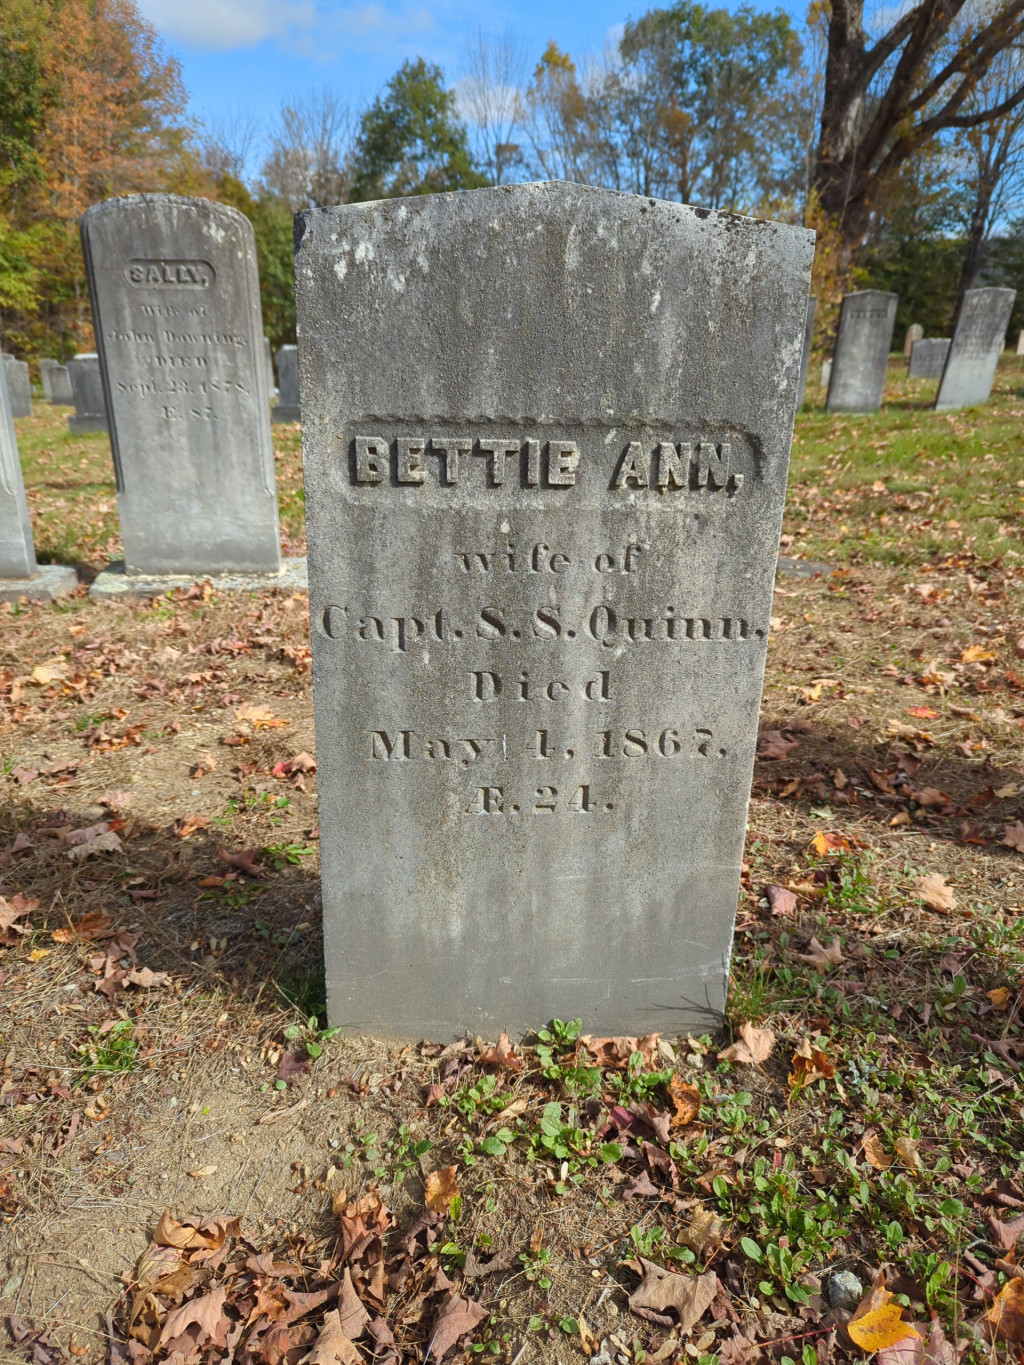 BETTIE ANN,
wife of
Capt. S. S. Quinn,
Died
May 4, 1867.
Æ. 24.
SALLY,
Wife of
John Downing
DIED
Sept. 23, 1878.
Æ. 87.